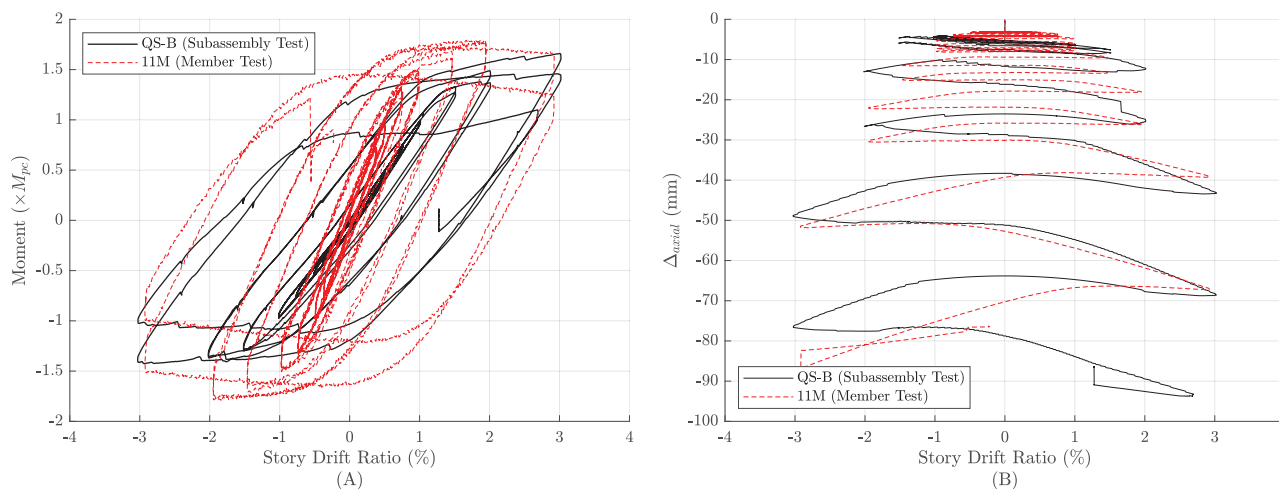 2
1.5
1
0.5
0
-0.5
-1
-1.5
-2
Moment (×M_pc)
QS-B (Subassembly Test)
11M (Member Test)
-4 -3 -2 -1 0 1 2 3 4
Story Drift Ratio (%)
(A)
0
-10
-20
-30
-40
-50
-60
-70
-80
-90
-100
Δ_axial (mm)
QS-B (Subassembly Test)
11M (Member Test)
-4 -3 -2 -1 0 1 2 3
Story Drift Ratio (%)
(B)